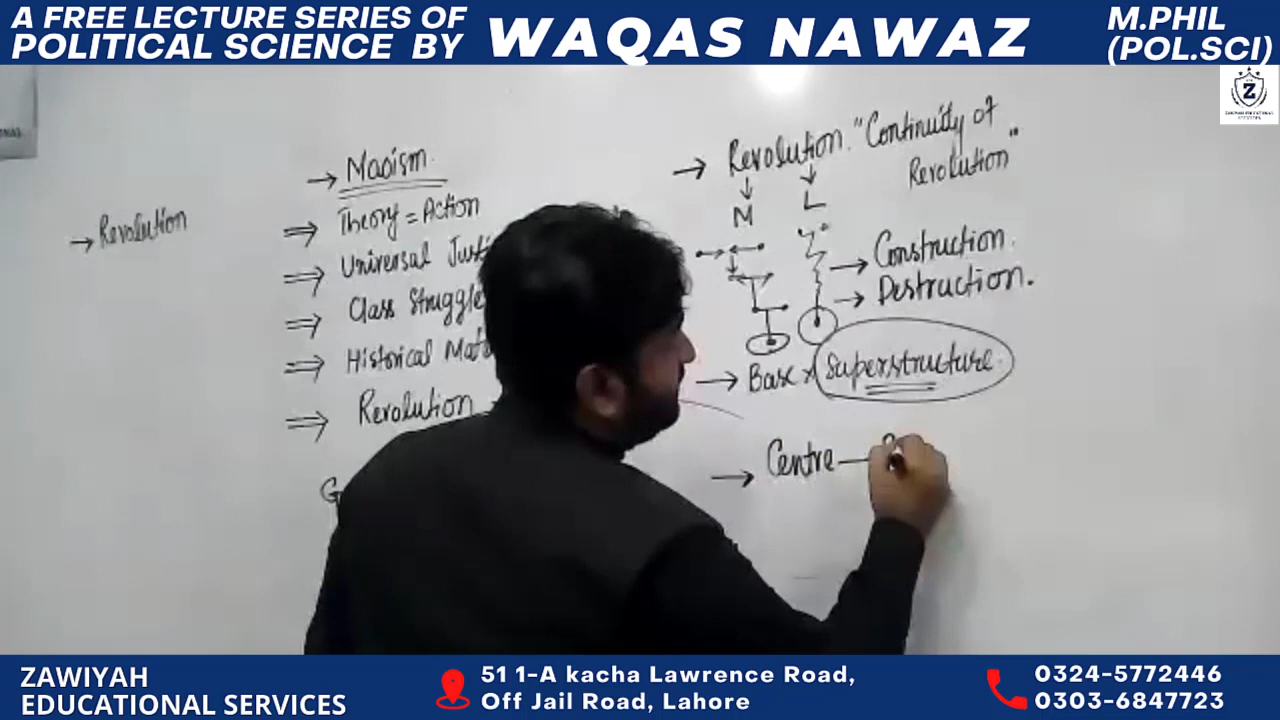 A FREE LECTURE SERIES OF
POLITICAL SCIENCE BY
WAQAS NAWAZ
M.PHIL
(POL.SCI)
Z
→ Revolution
→ Maoism.
⇒ Theory = Action
⇒ Universal
⇒ Class Struggle
⇒ Historical
⇒ Revolution
→ Revolution. "Continuity of
Revolution"
M L
→ Construction.
→ Destruction.
→ Base x Superstructure.
→ Centre —
ZAWIYAH
EDUCATIONAL SERVICES
51 1-A kacha Lawrence Road,
Off Jail Road, Lahore
0324-5772446
0303-6847723